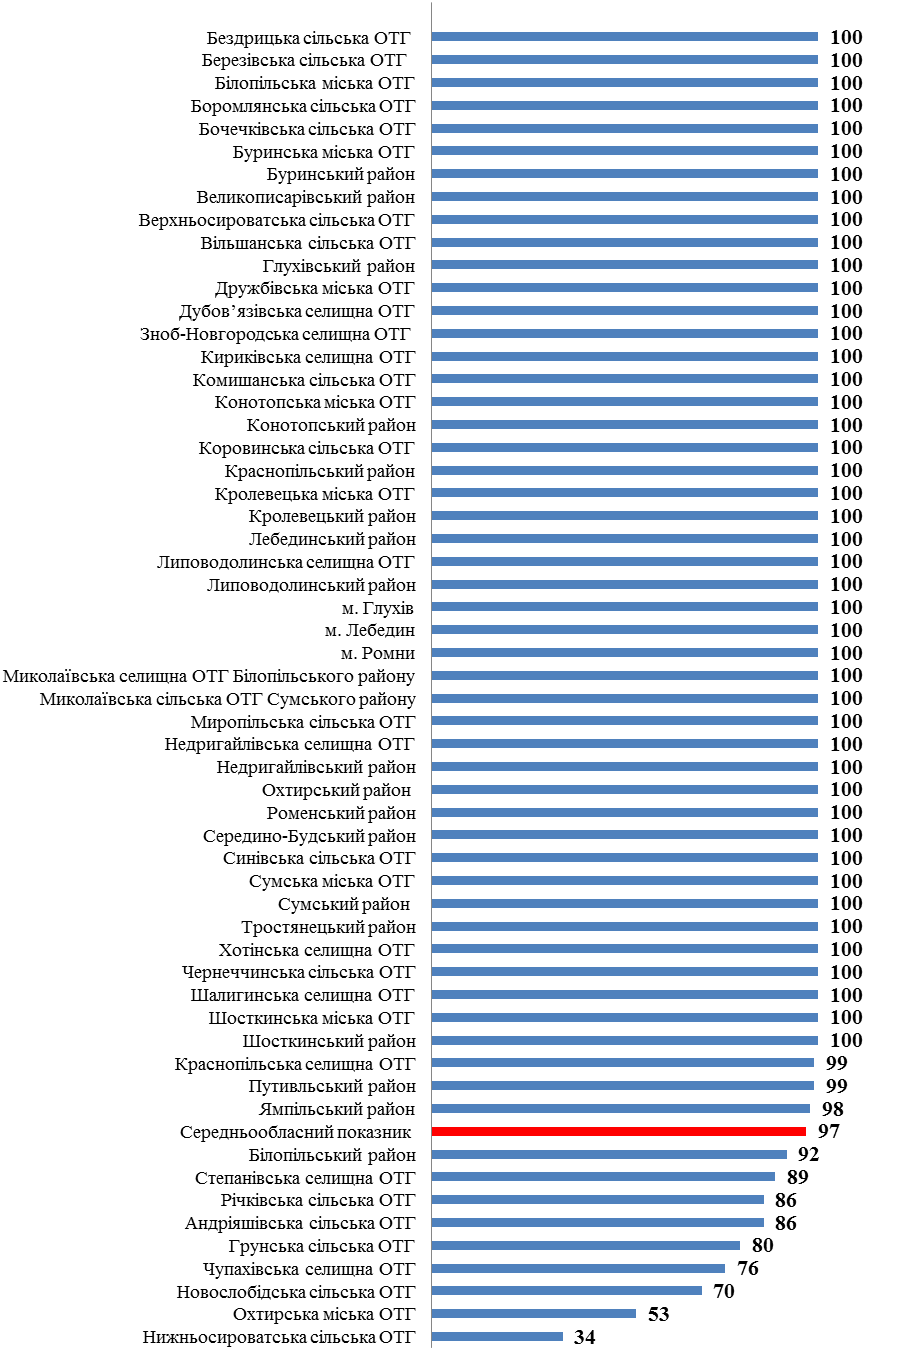 Бездрицька сільська ОТГ 100
Березівська сільська ОТГ 100
Білопільська міська ОТГ 100
Боромлянська сільська ОТГ 100
Бочечківська сільська ОТГ 100
Буринська міська ОТГ 100
Буринський район 100
Великописарівський район 100
Верхньосироватська сільська ОТГ 100
Вільшанська сільська ОТГ 100
Глухівський район 100
Дружбівська міська ОТГ 100
Дубов’язівська селищна ОТГ 100
Зноб-Новгородська селищна ОТГ 100
Кириківська селищна ОТГ 100
Комишанська сільська ОТГ 100
Конотопська міська ОТГ 100
Конотопський район 100
Коровинська сільська ОТГ 100
Краснопільський район 100
Кролевецька міська ОТГ 100
Кролевецький район 100
Лебединський район 100
Липоводолинська селищна ОТГ 100
Липоводолинський район 100
м. Глухів 100
м. Лебедин 100
м. Ромни 100
Миколаївська селищна ОТГ Білопільського району 100
Миколаївська сільська ОТГ Сумського району 100
Миропільська сільська ОТГ 100
Недригайлівська селищна ОТГ 100
Недригайлівський район 100
Охтирський район 100
Роменський район 100
Середино-Будський район 100
Синівська сільська ОТГ 100
Сумська міська ОТГ 100
Сумський район 100
Тростянецький район 100
Хотінська селищна ОТГ 100
Чернеччинська сільська ОТГ 100
Шалигинська селищна ОТГ 100
Шосткинська міська ОТГ 100
Шосткинський район 100
Краснопільська селищна ОТГ 99
Путивльський район 99
Ямпільський район 98
Середньообласний показник 97
Білопільський район 92
Степанівська селищна ОТГ 89
Річківська сільська ОТГ 86
Андріяшівська сільська ОТГ 86
Грунська сільська ОТГ 80
Чупахівська селищна ОТГ 76
Новослобідська сільська ОТГ 70
Охтирська міська ОТГ 53
Нижньосироватська сільська ОТГ 34